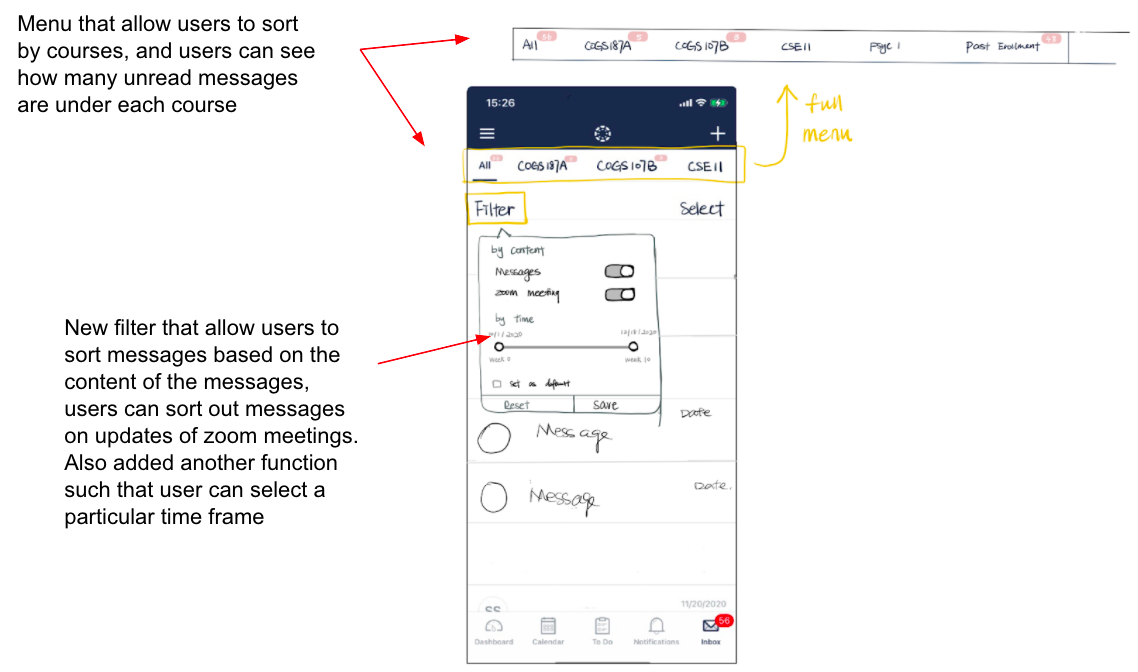 Menu that allow users to sort
by courses, and users can see
how many unread messages
are under each course
All COGS187A COGS107B CSE11 Psyc 1 Past Enrollment
full
menu
15:26
All COGS187A COGS107B CSE11
Filter Select
by content
Messages
zoom meeting
by time
12/18/2020
week 0 week 10
set as default
Reset Save
New filter that allow users to
sort messages based on the
content of the messages,
users can sort out messages
on updates of zoom meetings.
Also added another function
such that user can select a
particular time frame
Date
Message
Date.
Message
SS 11/20/2020
56
Dashboard Calendar To Do Notifications Inbox